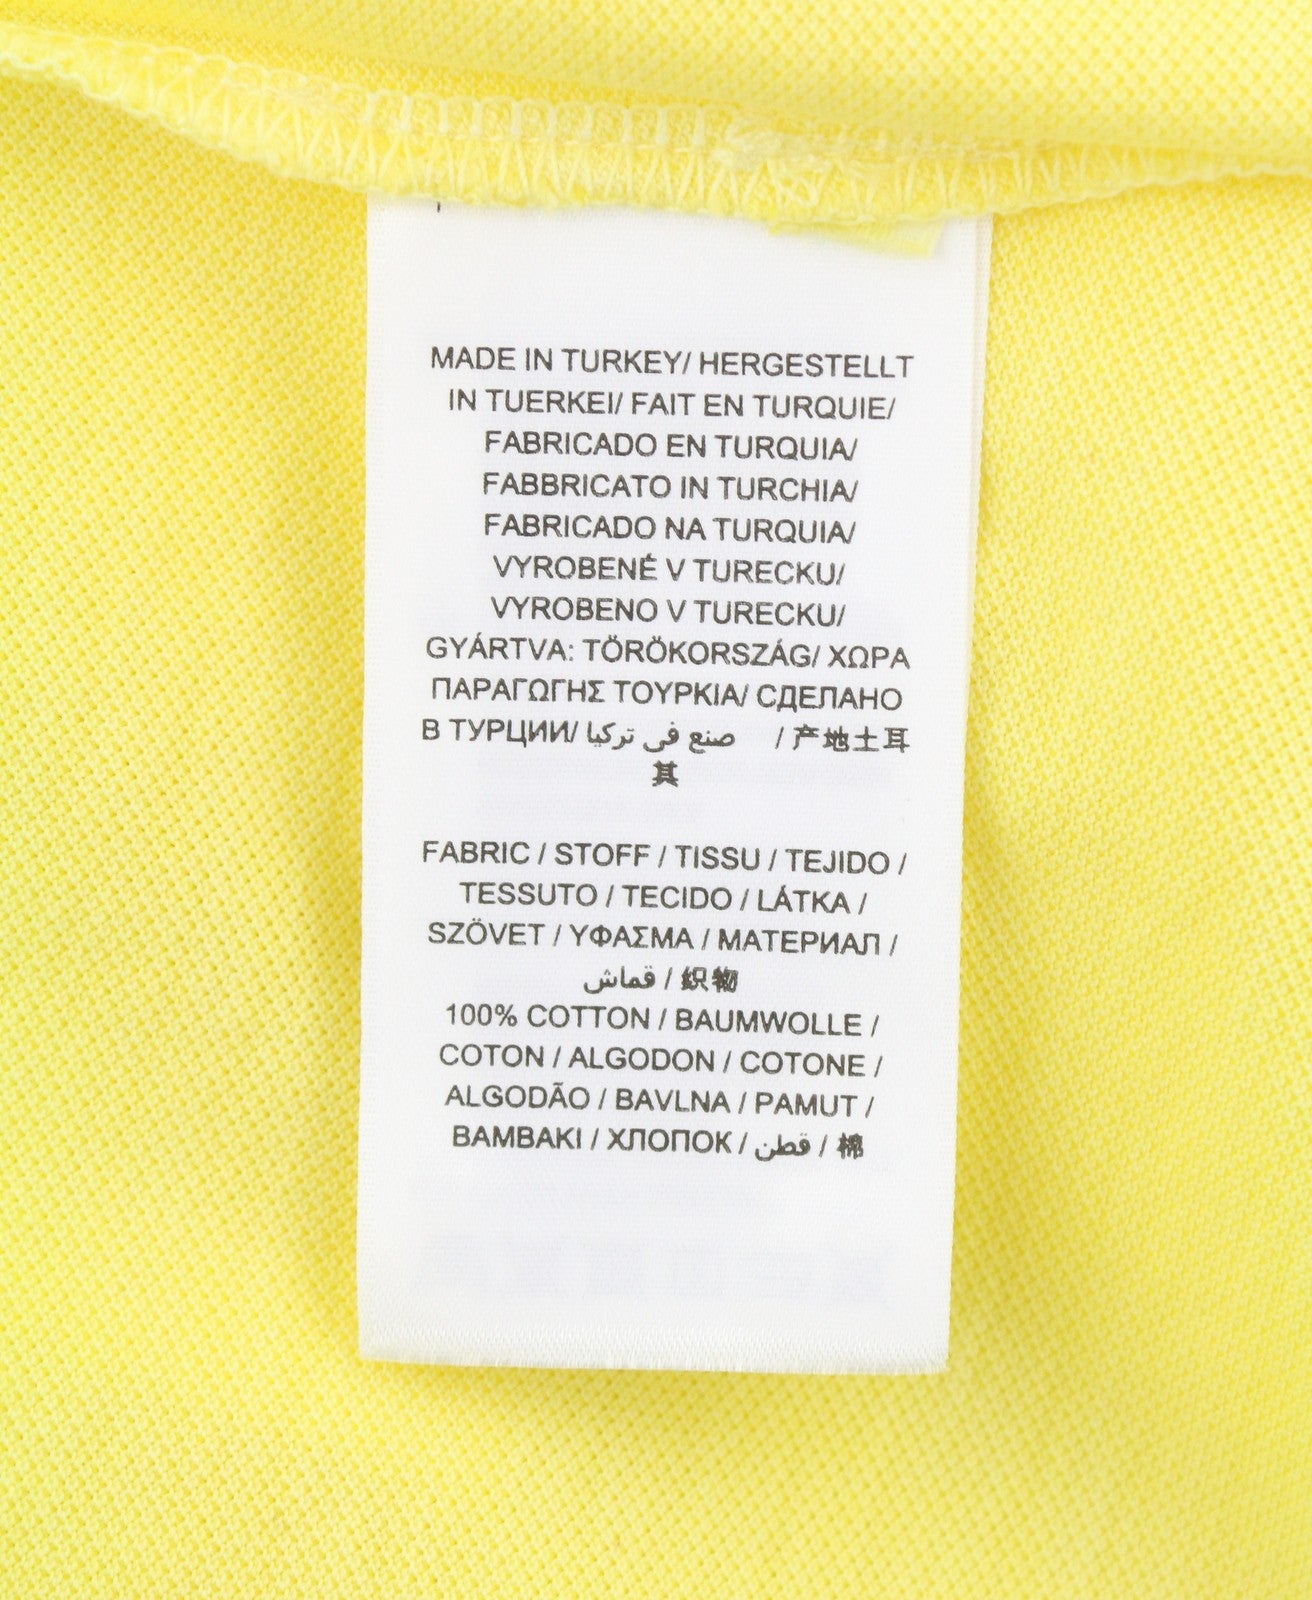 MADE IN TURKEY/ HERGESTELLT
IN TUERKEI/ FAIT EN TURQUIE/
FABRICADO EN TURQUIA/
FABBRICATO IN TURCHIA/
FABRICADO NA TURQUIA/
VYROBENÉ V TURECKU/
VYROBENO V TURECKU/
GYÁRTVA: TÖRÖKORSZÁG/ ΧΩΡΑ
ΠΑΡΑΓΩΓΗΣ ΤΟΥΡΚΙΑ/ СДЕЛАНО
В ТУРЦИИ/ صنع في تركيا / 产地土耳
其
FABRIC / STOFF / TISSU / TEJIDO /
TESSUTO / TECIDO / LÁTKA /
SZÖVET / ΥΦΑΣΜΑ / МАТЕРИАЛ /
قماش / 织物
100% COTTON / BAUMWOLLE /
COTON / ALGODON / COTONE /
ALGODÃO / BAVLNA / PAMUT /
ΒΑΜΒΑΚΙ / ХЛОПОК / قطن / 棉